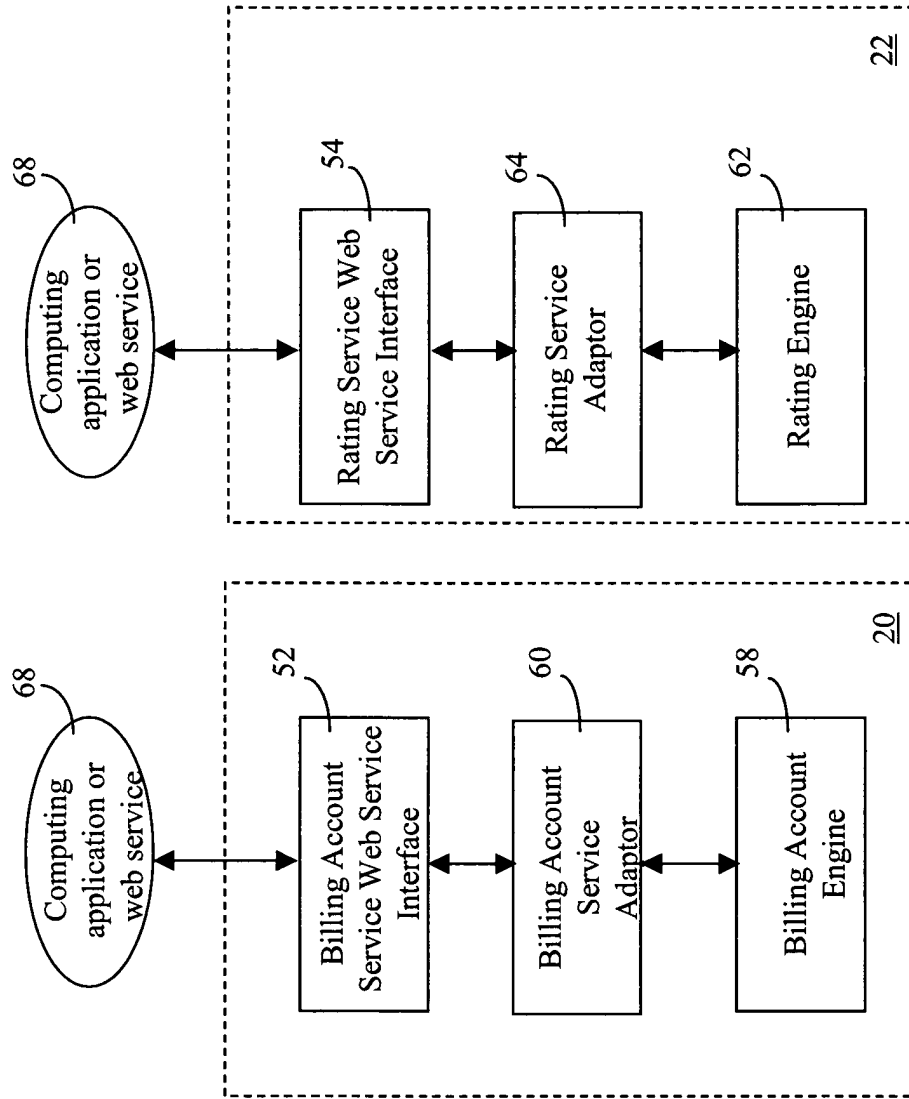 68
Computing
application or
web service
52
Billing Account
Service Web Service
Interface
60
Billing Account
Service
Adaptor
58
Billing Account
Engine
20
68
Computing
application or
web service
54
Rating Service Web
Service Interface
64
Rating Service
Adaptor
62
Rating Engine
22